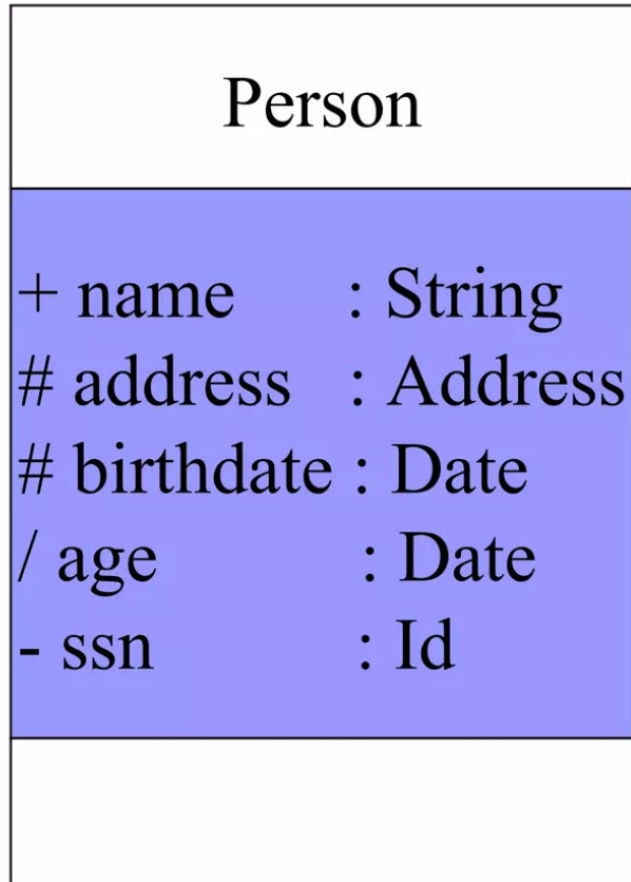 Person
+ name : String
# address : Address
# birthdate : Date
/ age : Date
- ssn : Id